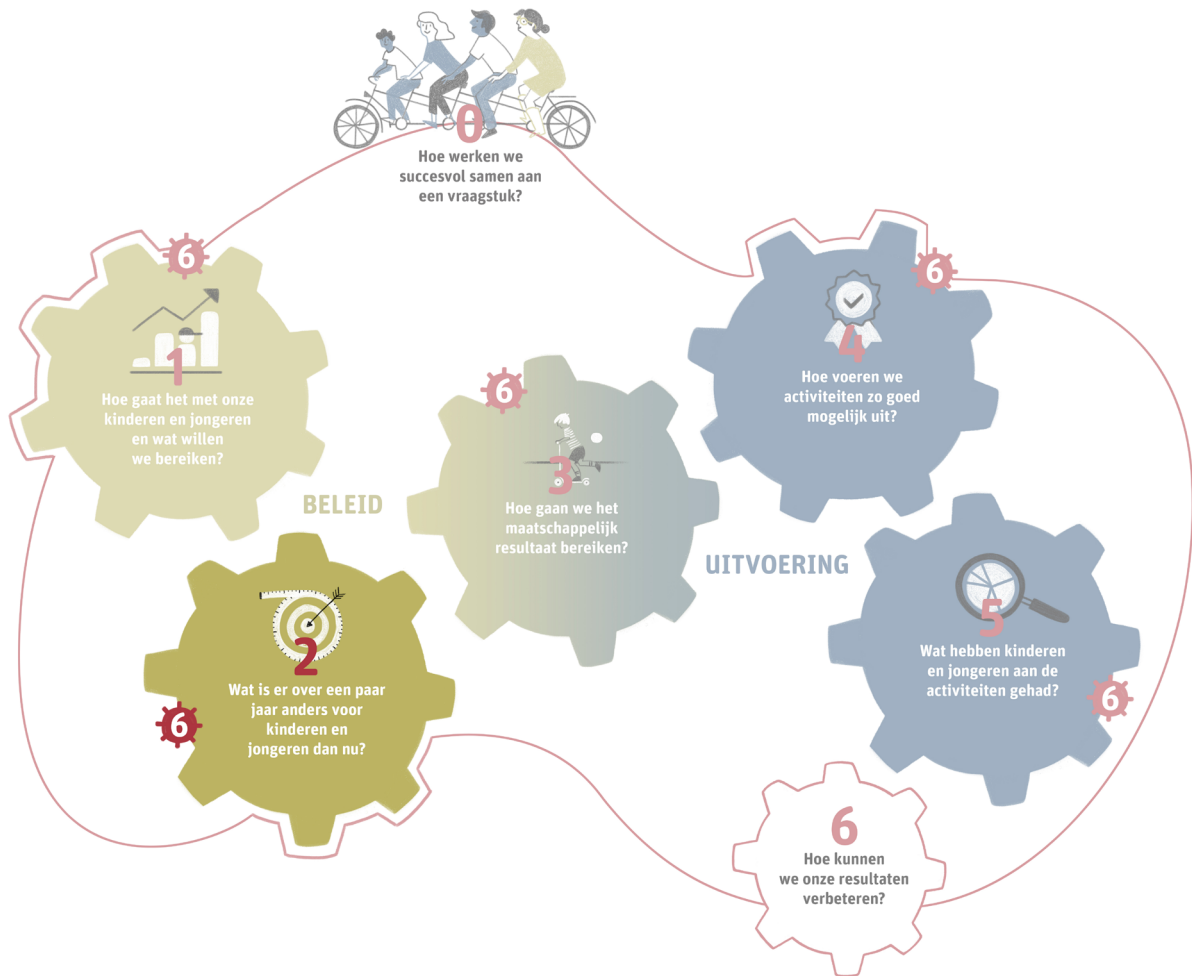 0
Hoe werken we
succesvol samen aan
een vraagstuk?
6
1
Hoe gaat het met onze
kinderen en jongeren
en wat willen
we bereiken?
BELEID
6
2
Wat is er over een paar
jaar anders voor
kinderen en
jongeren dan nu?
6
3
Hoe gaan we het
maatschappelijk
resultaat bereiken?
6
4
Hoe voeren we
activiteiten zo goed
mogelijk uit?
UITVOERING
5
Wat hebben kinderen
en jongeren aan de
activiteiten gehad?
6
6
Hoe kunnen
we onze resultaten
verbeteren?